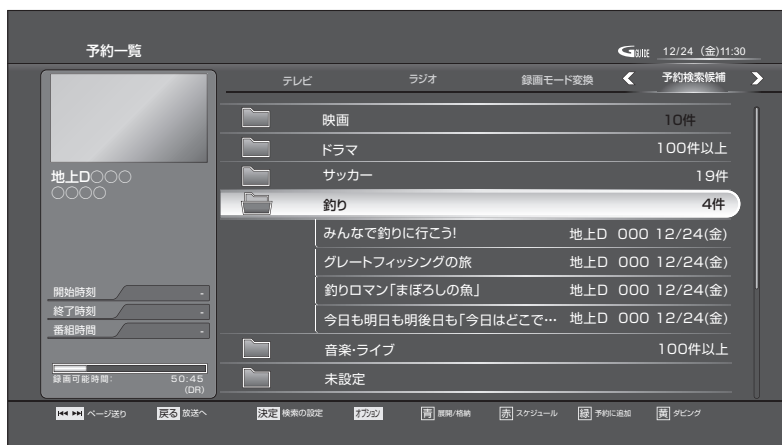 予約一覧
GGUIDE 12/24（金)11:30
テレビ ラジオ 録画モード変換 予約検索候補
映画 10件
ドラマ 100件以上
サッカー 19件
釣り 4件
みんなで釣りに行こう! 地上D 000 12/24(金)
グレートフィッシングの旅 地上D 000 12/24(金)
釣りロマン｢まぼろしの魚｣ 地上D 000 12/24(金)
今日も明日も明後日も｢今日はどこで… 地上D 000 12/24(金)
音楽･ライブ 100件以上
未設定
地上D○○○
○○○○
開始時刻 -
終了時刻 -
番組時間 -
録画可能時間: 50:45
(DR)
ページ送り 戻る 放送へ 決定 検索の設定 オプション 青 展開/格納 赤 スケジュール 緑 予約に追加 黄 ダビング